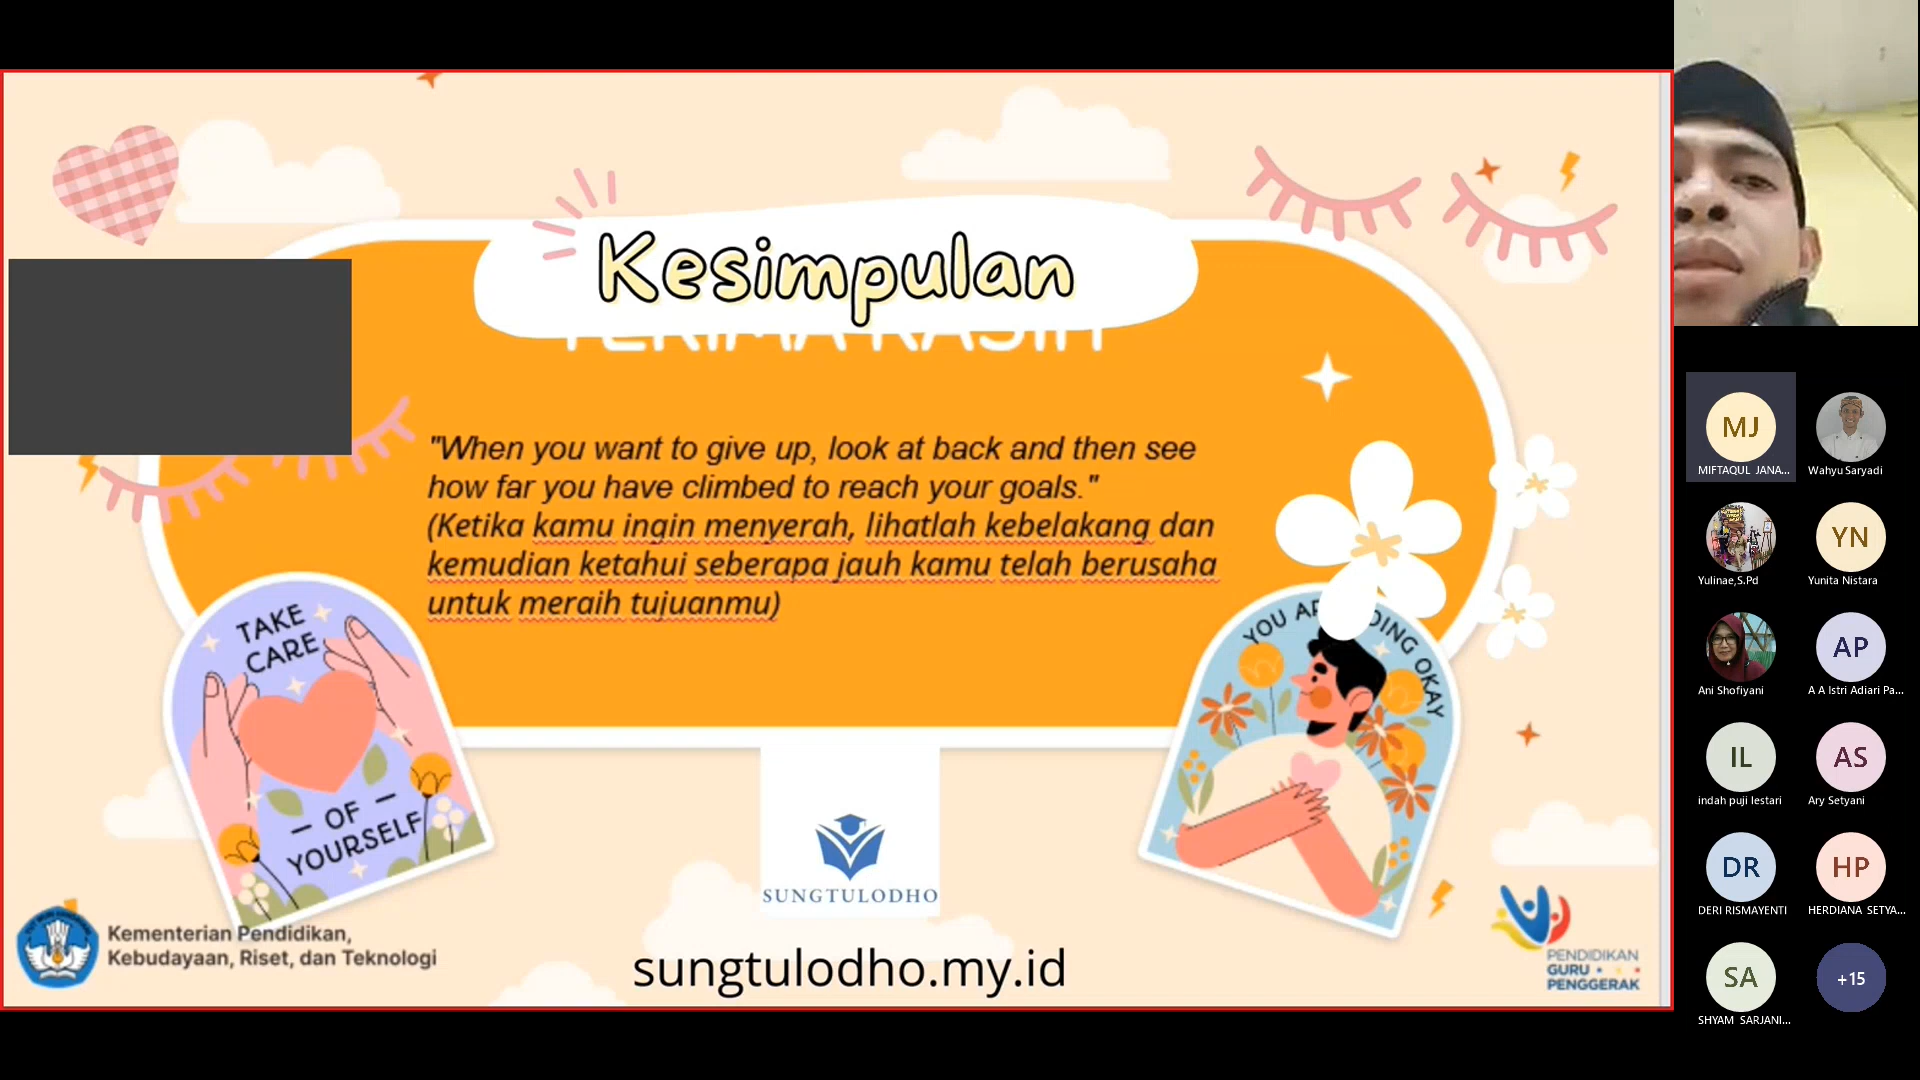 Kesimpulan
TERIMA KASIH
"When you want to give up, look at back and then see
how far you have climbed to reach your goals."
(Ketika kamu ingin menyerah, lihatlah kebelakang dan
kemudian ketahui seberapa jauh kamu telah berusaha
untuk meraih tujuanmu)
TAKE
CARE
— OF —
YOURSELF
YOU ARE DOING OKAY
SUNGTULODHO
sungtulodho.my.id
Kementerian Pendidikan,
Kebudayaan, Riset, dan Teknologi
PENDIDIKAN
GURU
PENGGERAK
MJ
MIFTAQUL JANA...
Wahyu Saryadi
Yulinae,S.Pd
YN
Yunita Nistara
Ani Shofiyani
AP
A A Istri Adiari Pa...
IL
indah puji lestari
AS
Ary Setyani
DR
DERI RISMAYENTI
HP
HERDIANA SETYA...
SA
SHYAM SARJANI...
+15